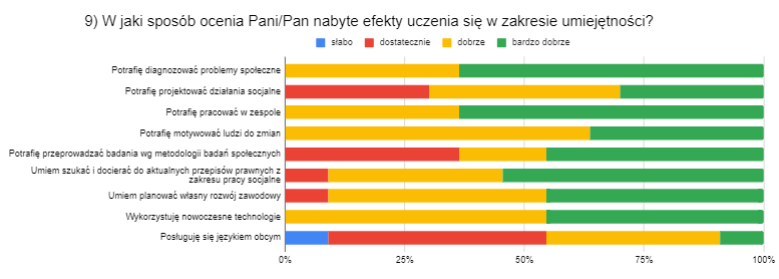 9) W jaki sposób ocenia Pani/Pan nabyte efekty uczenia się w zakresie umiejętności?
słabo dostatecznie dobrze bardzo dobrze
Potrafię diagnozować problemy społeczne
Potrafię projektować działania socjalne
Potrafię pracować w zespole
Potrafię motywować ludzi do zmian
Potrafię przeprowadzać badania wg metodologii badań społecznych
Umiem szukać i docierać do aktualnych przepisów prawnych z
zakresu pracy socjalne
Umiem planować własny rozwój zawodowy
Wykorzystuję nowoczesne technologie
Posługuję się językiem obcym
0% 25% 50% 75% 100%